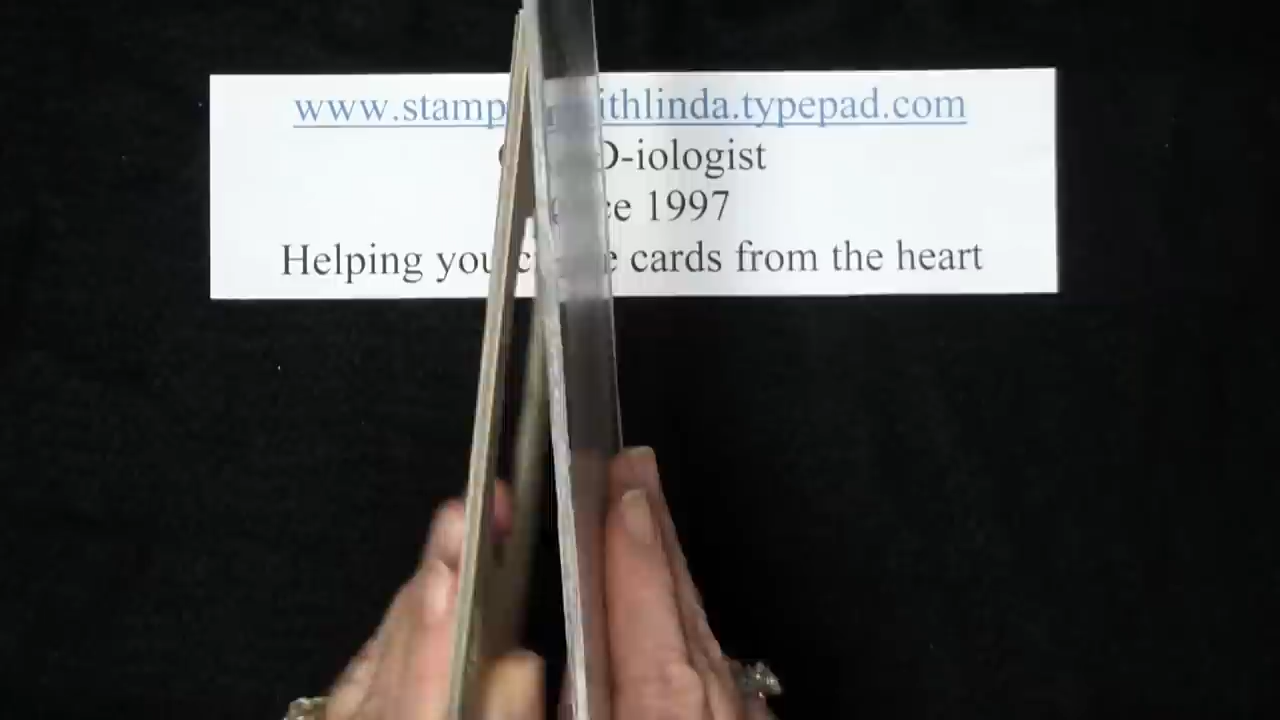 www.stamp ithlinda.typepad.com
D-iologist
ce 1997
Helping you c e cards from the heart